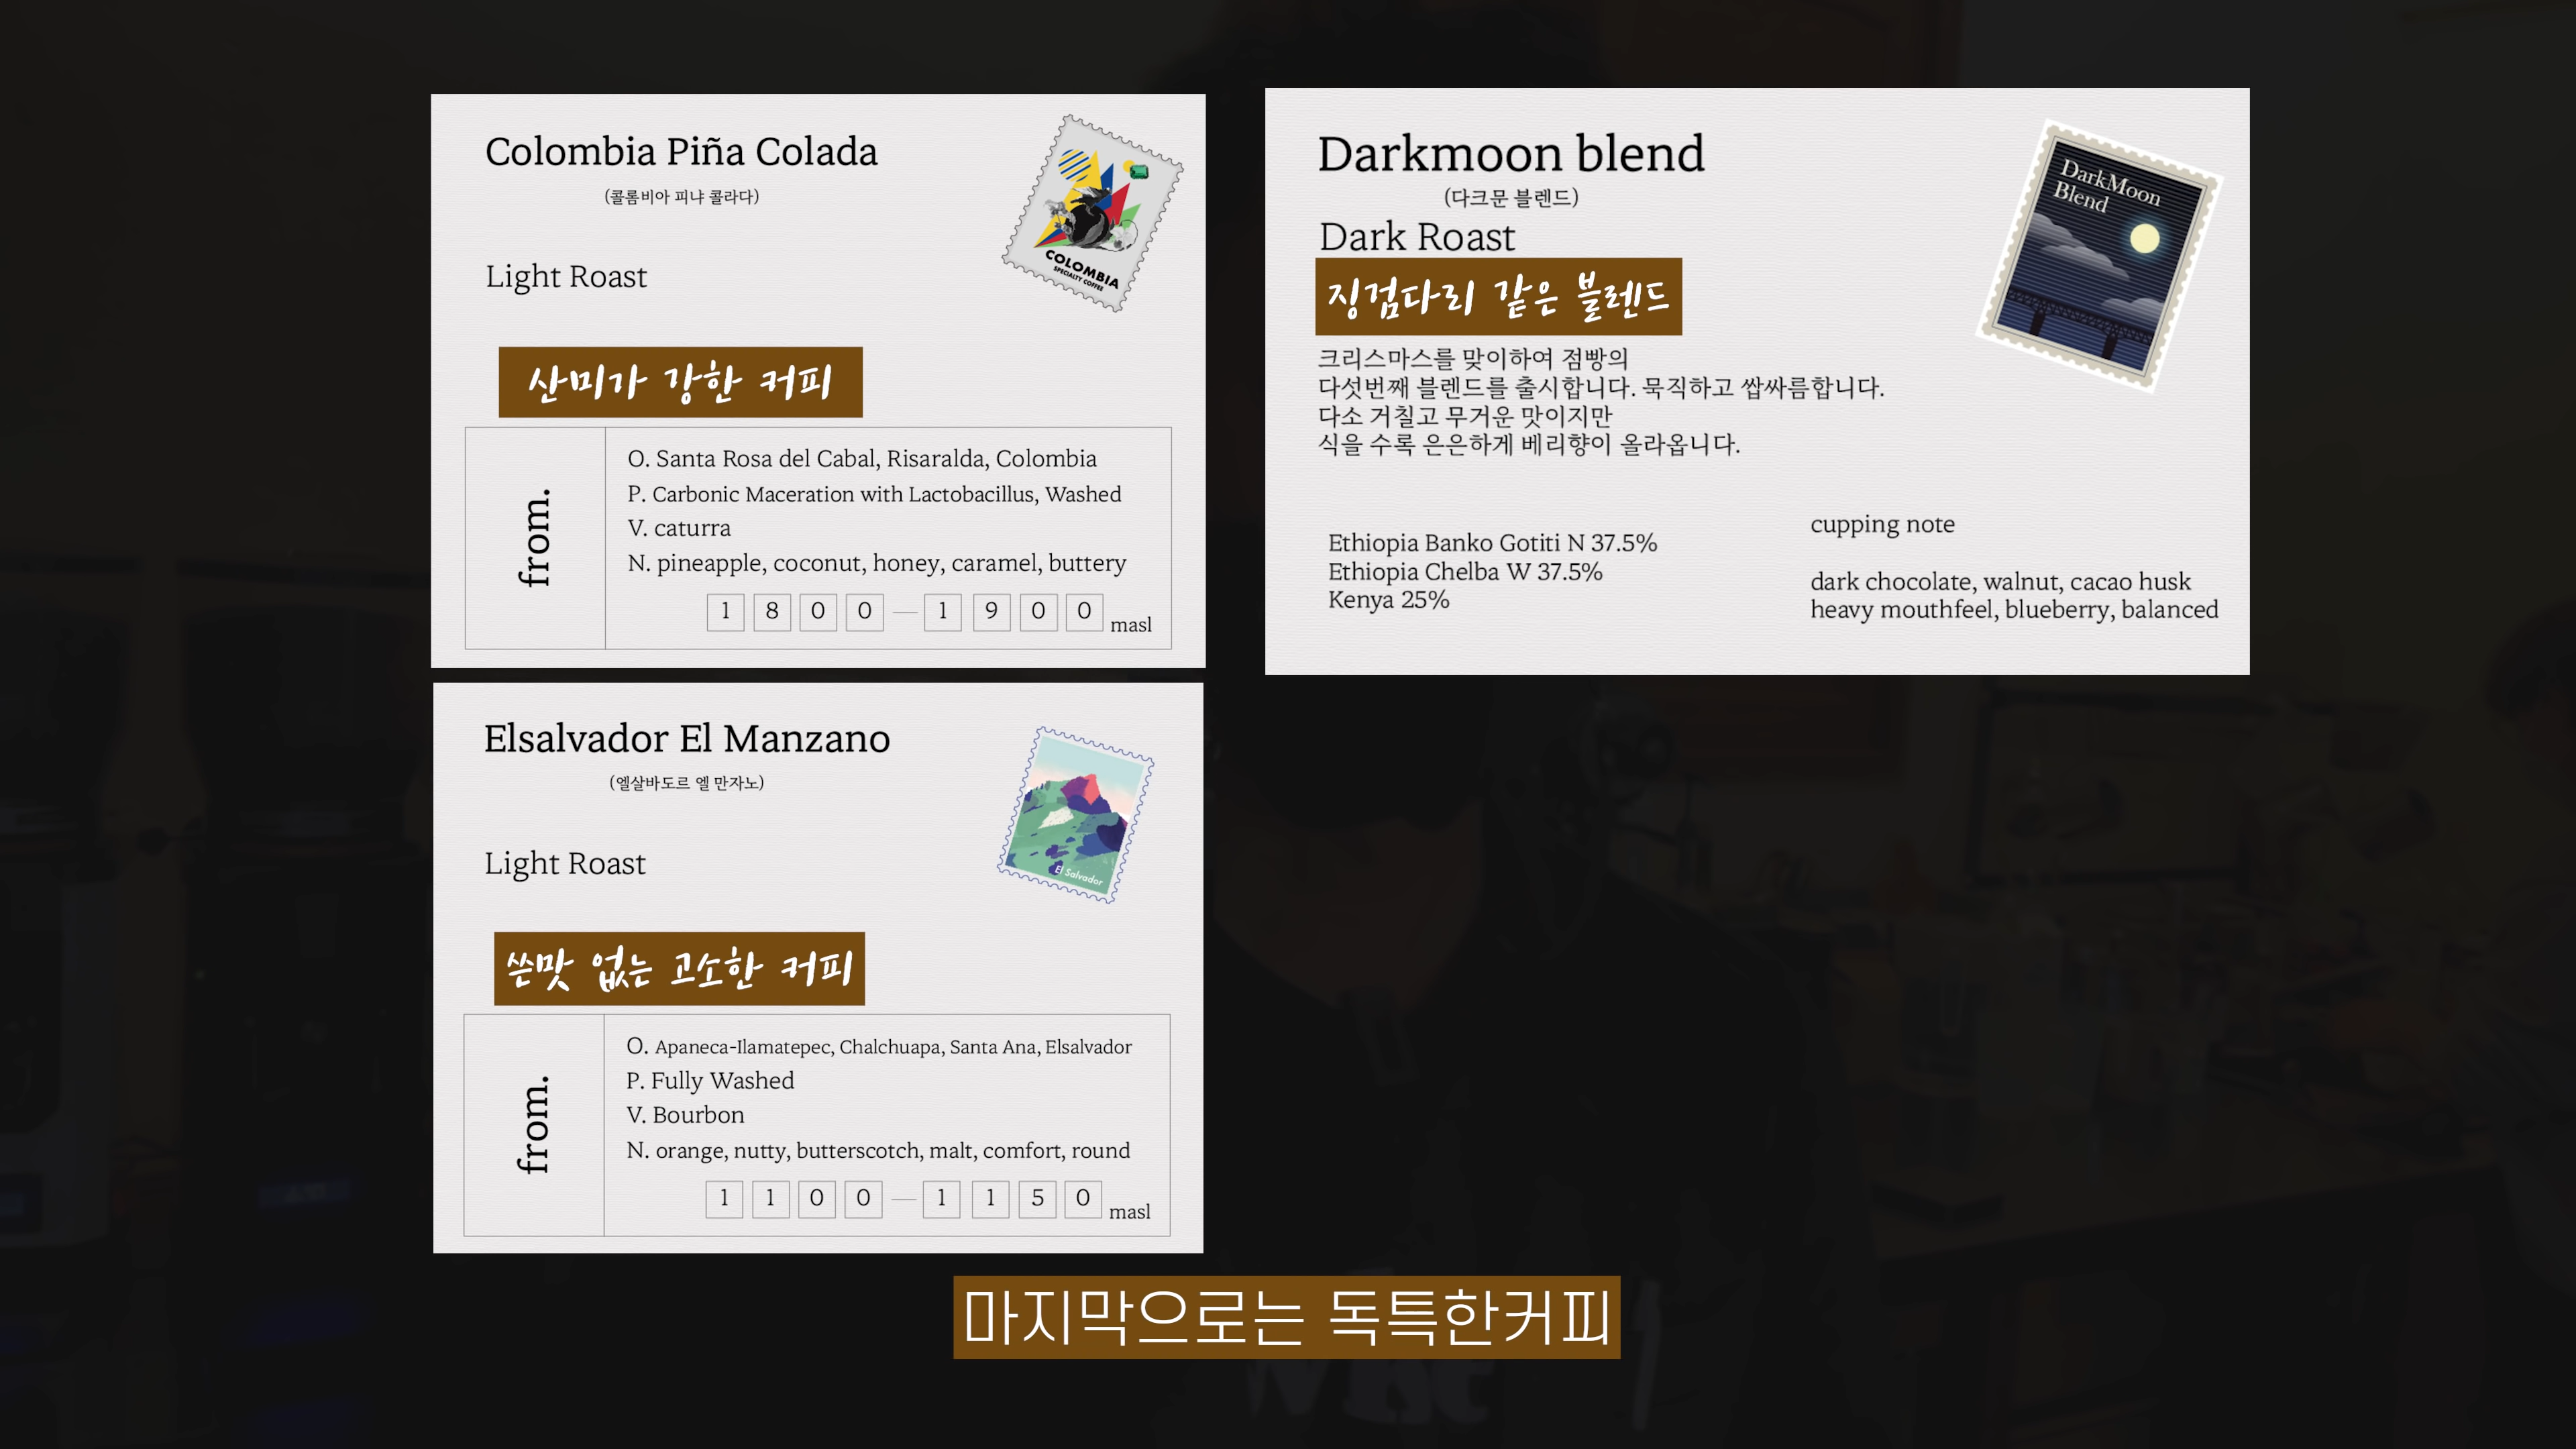 Colombia Piña Colada
(콜롬비아 피냐 콜라다)
Light Roast
COLOMBIA
SPECIALTY COFFEE
산미가 강한 커피
from.
O. Santa Rosa del Cabal, Risaralda, Colombia
P. Carbonic Maceration with Lactobacillus, Washed
V. caturra
N. pineapple, coconut, honey, caramel, buttery
1800—1900 masl
Darkmoon blend
(다크문 블렌드)
Dark Roast
DarkMoon
Blend
징검다리 같은 블렌드
크리스마스를 맞이하여 점빵의
다섯번째 블렌드를 출시합니다. 묵직하고 쌉싸름합니다.
다소 거칠고 무거운 맛이지만
식을 수록 은은하게 베리향이 올라옵니다.
Ethiopia Banko Gotiti N 37.5%
Ethiopia Chelba W 37.5%
Kenya 25%
cupping note
dark chocolate, walnut, cacao husk
heavy mouthfeel, blueberry, balanced
Elsalvador El Manzano
(엘살바도르 엘 만자노)
Light Roast
El Salvador
쓴맛 없는 고소한 커피
from.
O. Apaneca-Ilamatepec, Chalchuapa, Santa Ana, Elsalvador
P. Fully Washed
V. Bourbon
N. orange, nutty, butterscotch, malt, comfort, round
1100—1150 masl
마지막으로는 독특한커피